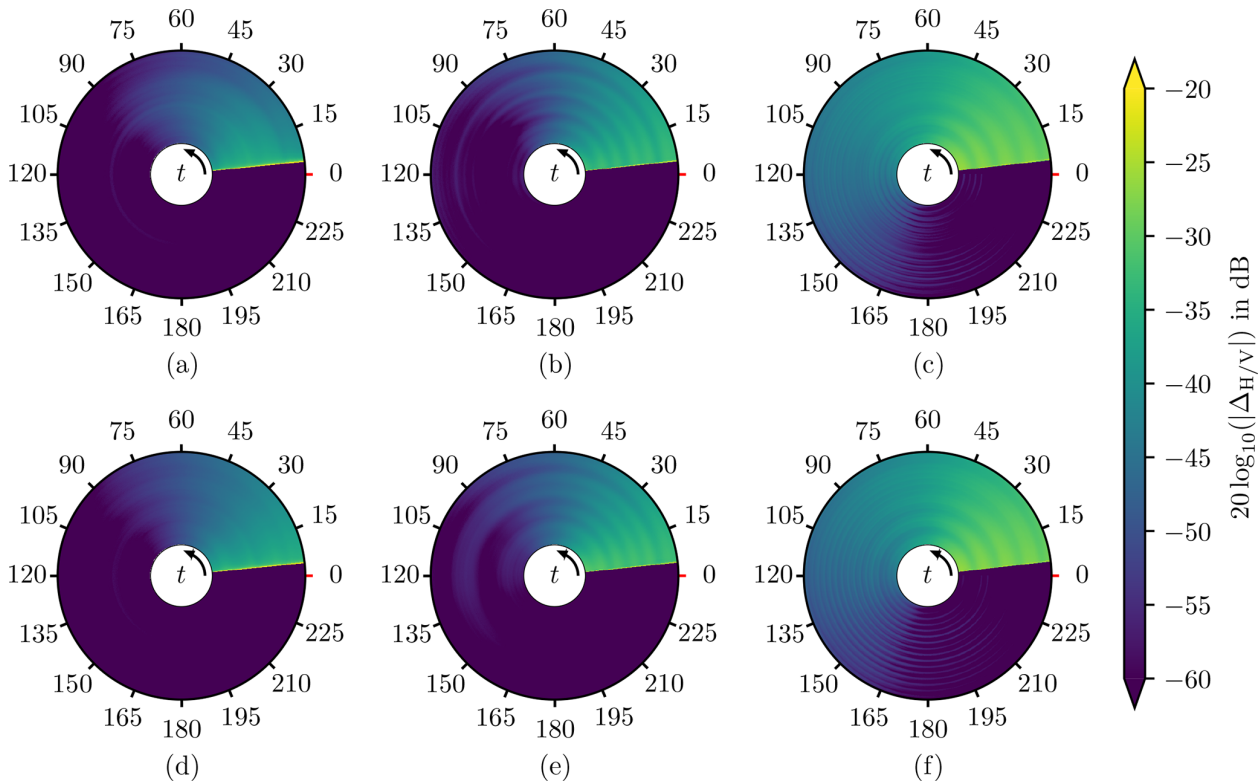 60 60 60
75 45 75 45 75 45
90 30 90 30 90 30
105 15 105 15 105 15
120 t 0 120 t 0 120 t 0
135 225 135 225 135 225
150 210 150 210 150 210
165 195 165 195 165 195
180 180 180
(a) (b) (c)
60 60 60
75 45 75 45 75 45
90 30 90 30 90 30
105 15 105 15 105 15
120 t 0 120 t 0 120 t 0
135 225 135 225 135 225
150 210 150 210 150 210
165 195 165 195 165 195
180 180 180
(d) (e) (f)
−20
−25
−30
−35
−40
−45
−50
−55
−60
20 log₁₀(|Δ_H/V|) in dB